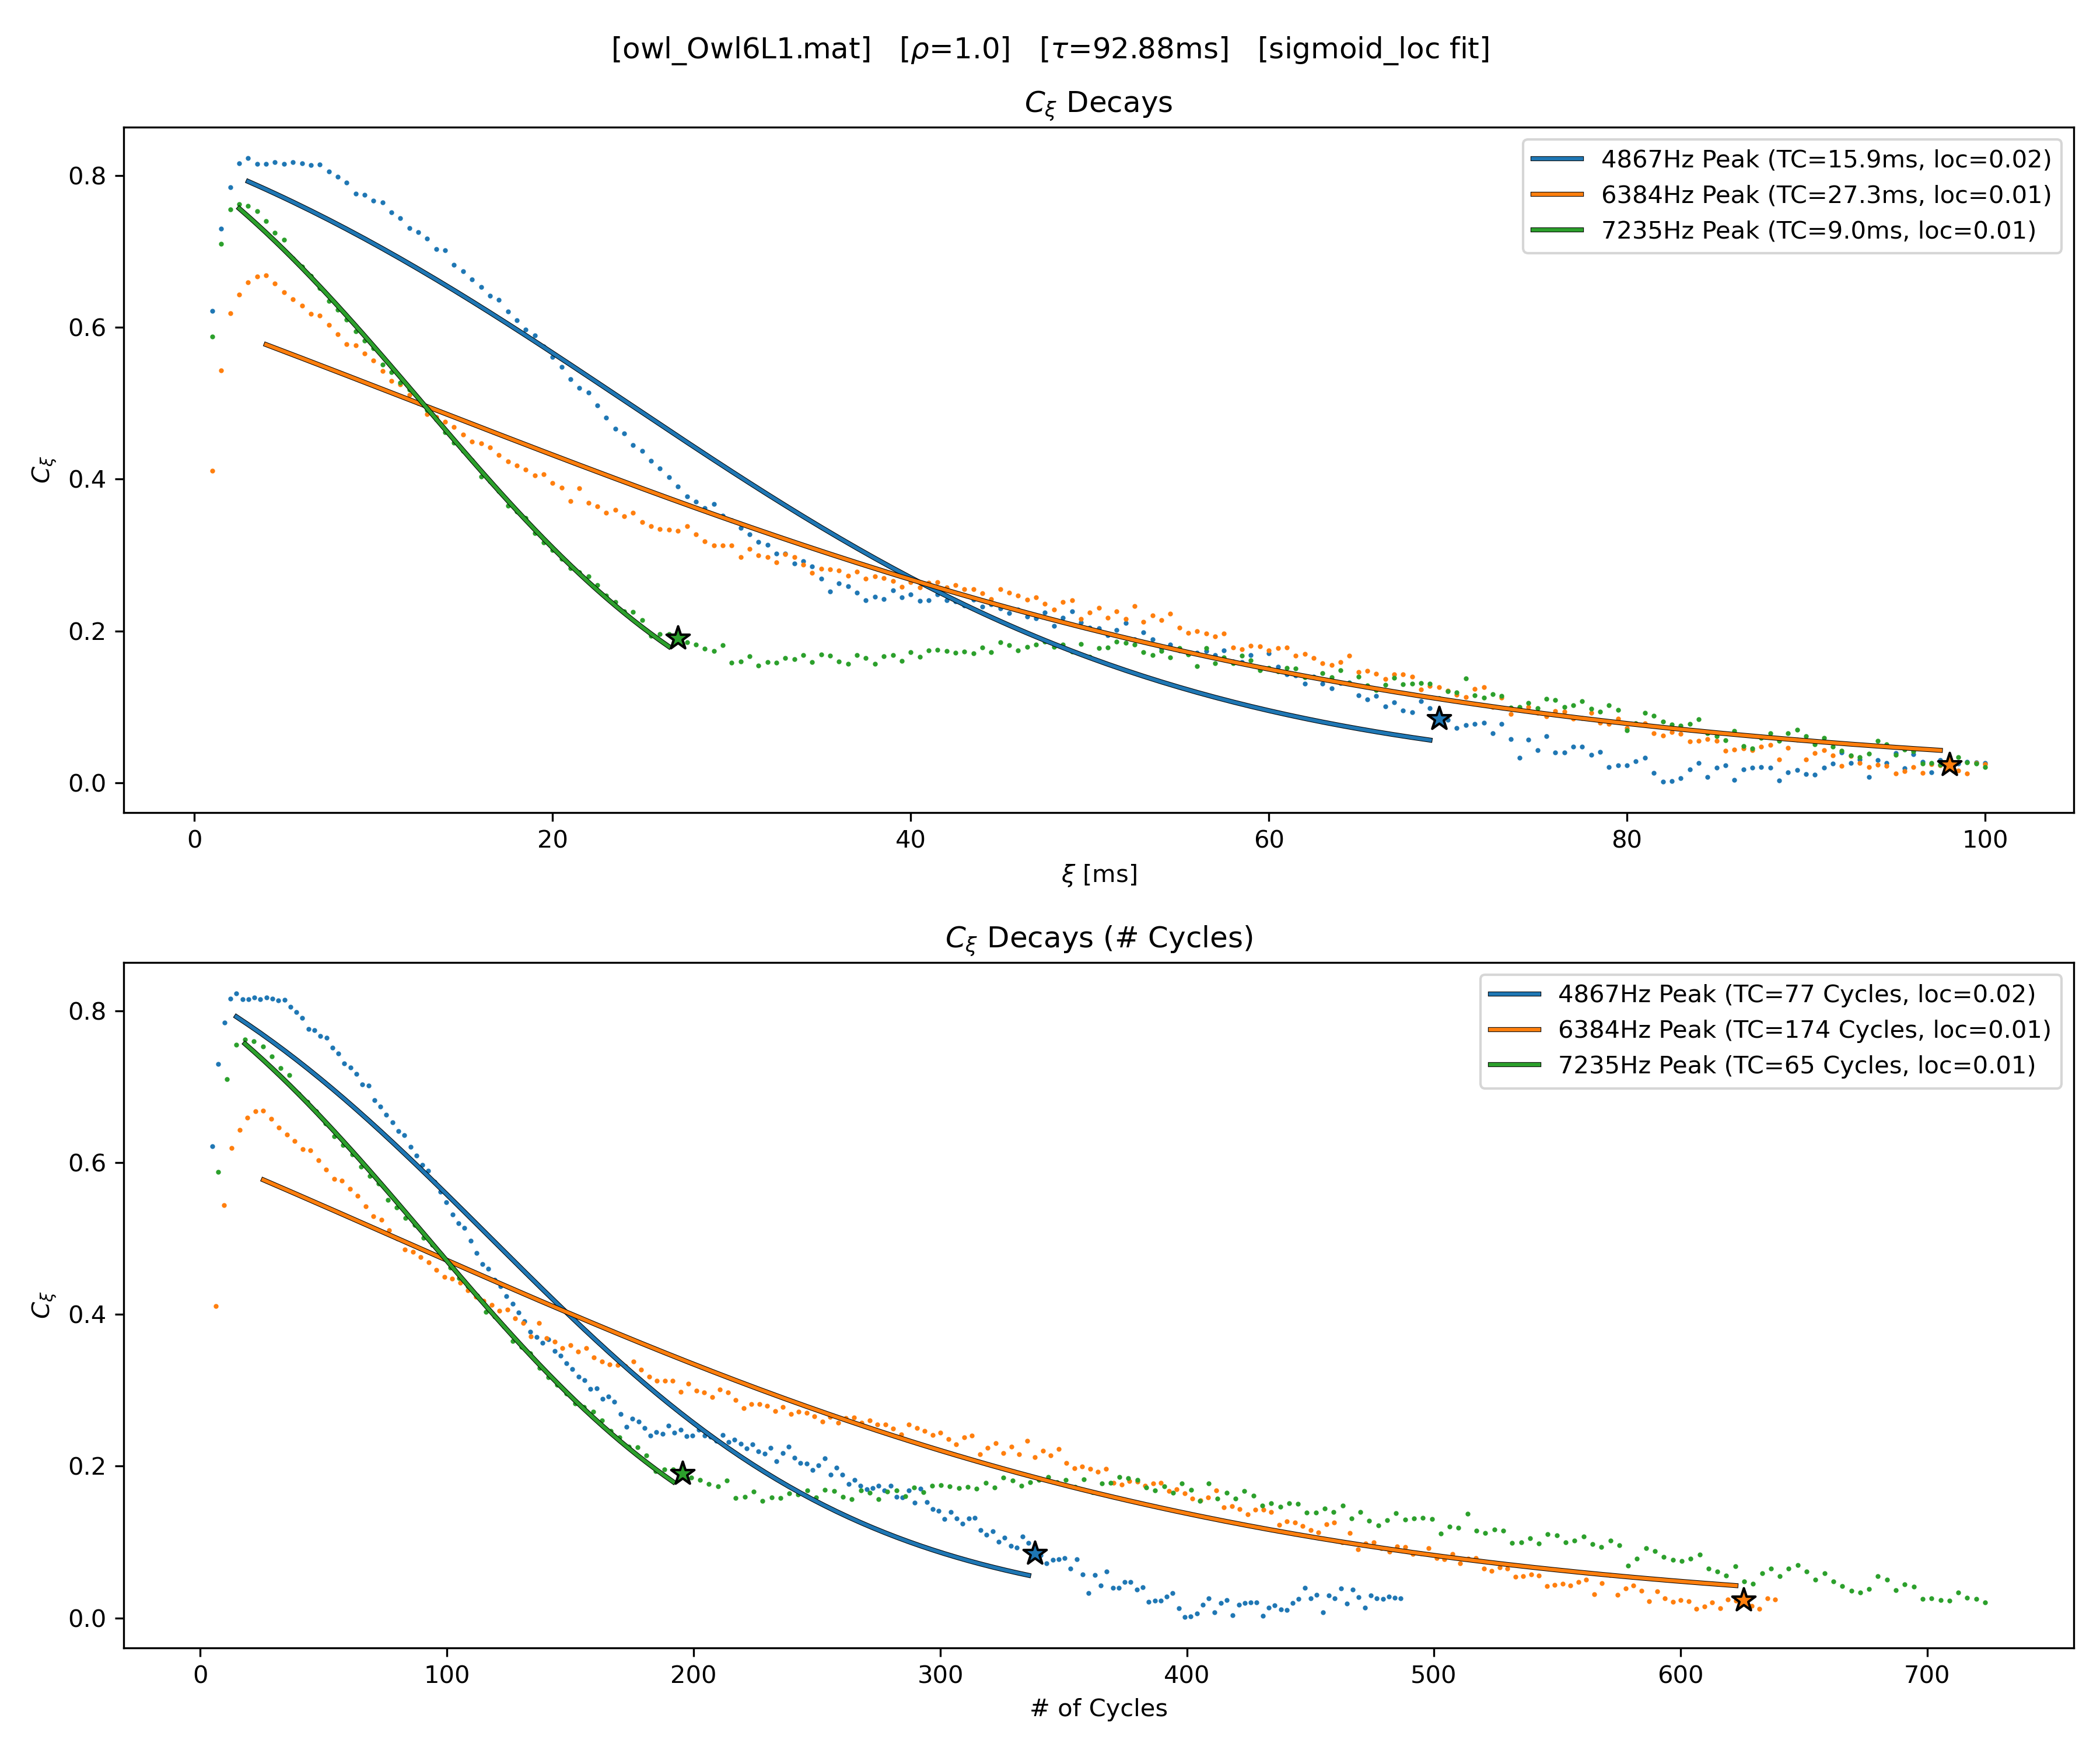 [owl_Owl6L1.mat]   [ρ=1.0]   [τ=92.88ms]   [sigmoid_loc fit]
C_ξ Decays
4867Hz Peak (TC=15.9ms, loc=0.02)
6384Hz Peak (TC=27.3ms, loc=0.01)
7235Hz Peak (TC=9.0ms, loc=0.01)
C_ξ
0.8
0.6
0.4
0.2
0.0
0 20 40 60 80 100
ξ [ms]
C_ξ Decays (# Cycles)
4867Hz Peak (TC=77 Cycles, loc=0.02)
6384Hz Peak (TC=174 Cycles, loc=0.01)
7235Hz Peak (TC=65 Cycles, loc=0.01)
C_ξ
0.8
0.6
0.4
0.2
0.0
0 100 200 300 400 500 600 700
# of Cycles